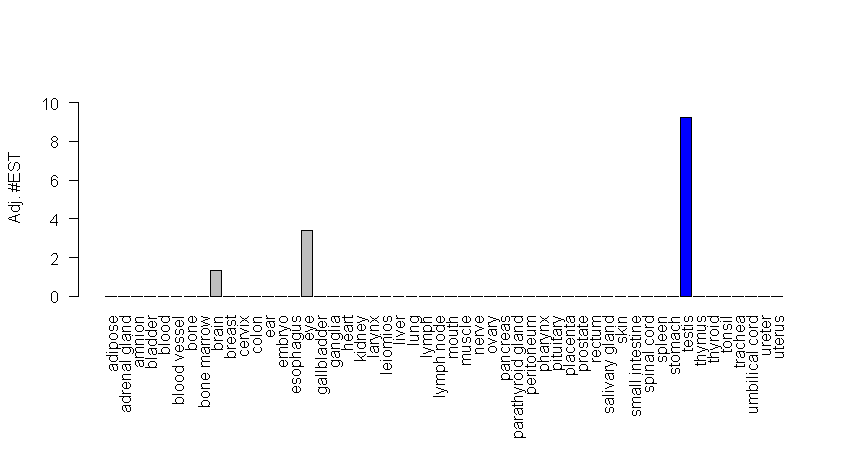 Adj. #EST
10
8
6
4
2
0
adipose
adrenal gland
amnion
bladder
blood
blood vessel
bone
bone marrow
brain
breast
cervix
colon
ear
embryo
esophagus
eye
gallbladder
ganglia
heart
kidney
larynx
leiomios
liver
lung
lymph
lymph node
mouth
muscle
nerve
ovary
pancreas
parathyroid gland
peritoneum
pharynx
pituitary
placenta
prostate
rectum
salivary gland
skin
small intestine
spinal cord
spleen
stomach
testis
thymus
thyroid
tonsil
trachea
umbilical cord
ureter
uterus